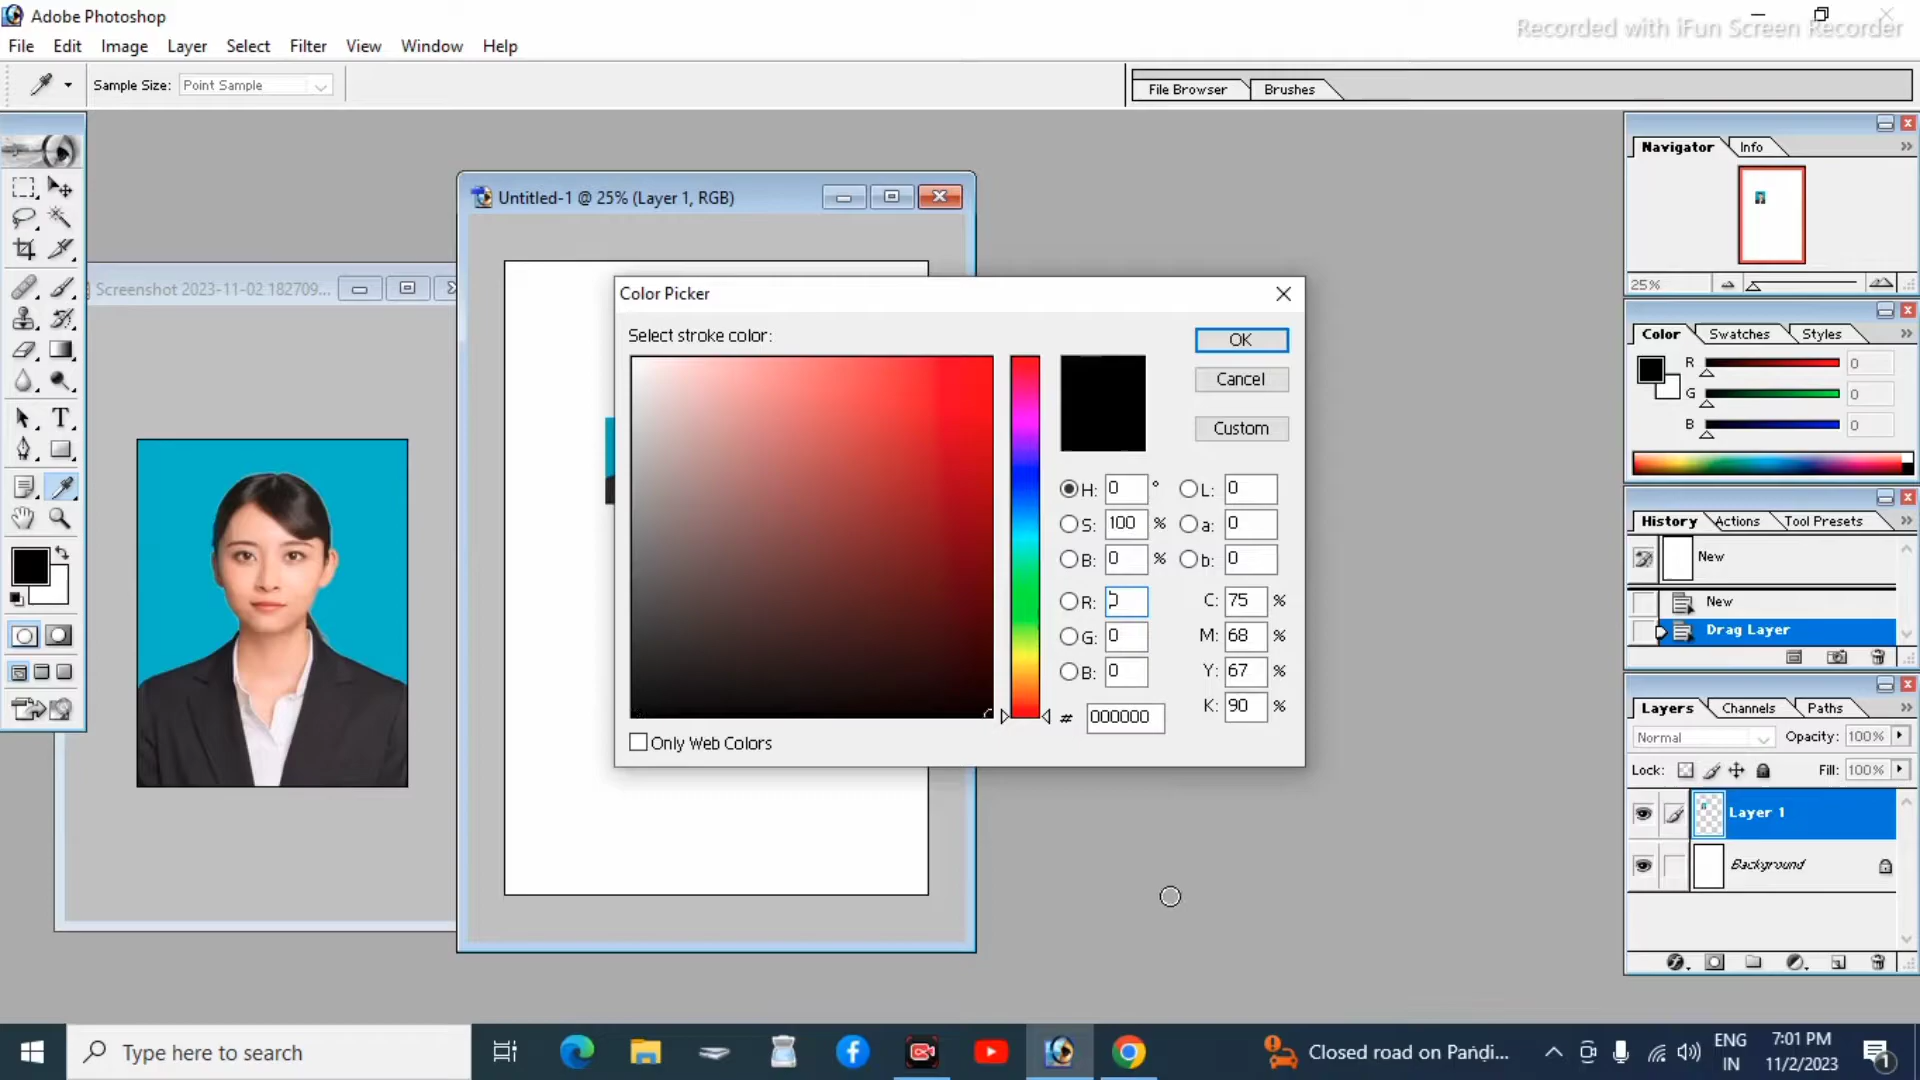 Adobe Photoshop
Recorded with iFun Screen Recorder
File Edit Image Layer Select Filter View Window Help
Sample Size: Point Sample
File Browser Brushes
Navigator Info
25%
Untitled-1 @ 25% (Layer 1, RGB)
Screenshot 2023-11-02 182709...
Color Picker
Select stroke color:
OK
Cancel
Custom
H: 0 ° L: 0
S: 100 % a: 0
B: 0 % b: 0
R: 0 C: 75 %
G: 0 M: 68 %
B: 0 Y: 67 %
K: 90 %
# 000000
Only Web Colors
Color Swatches Styles
R 0
G 0
B 0
History Actions Tool Presets
New
New
Drag Layer
Layers Channels Paths
Normal Opacity: 100%
Lock: Fill: 100%
Layer 1
Background
T
Type here to search
Closed road on Pandi...
ENG
IN
7:01 PM
11/2/2023
1